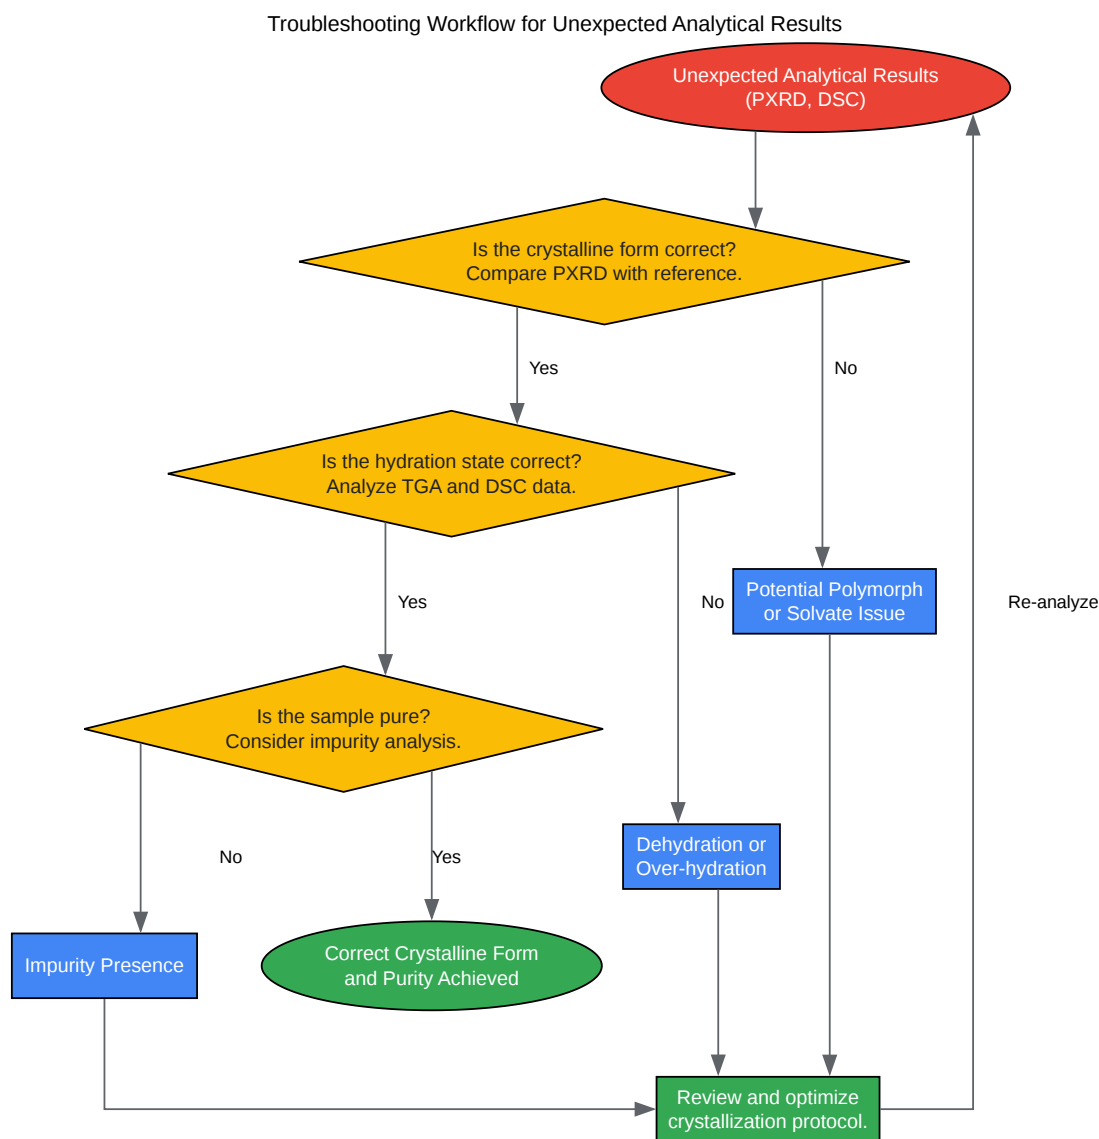 Troubleshooting Workflow for Unexpected Analytical Results
Unexpected Analytical Results
(PXRD, DSC)
Is the crystalline form correct?
Compare PXRD with reference.
Yes
No
Is the hydration state correct?
Analyze TGA and DSC data.
Yes
No
Potential Polymorph
or Solvate Issue
Re-analyze
Is the sample pure?
Consider impurity analysis.
No
Yes
Dehydration or
Over-hydration
Impurity Presence
Correct Crystalline Form
and Purity Achieved
Review and optimize
crystallization protocol.